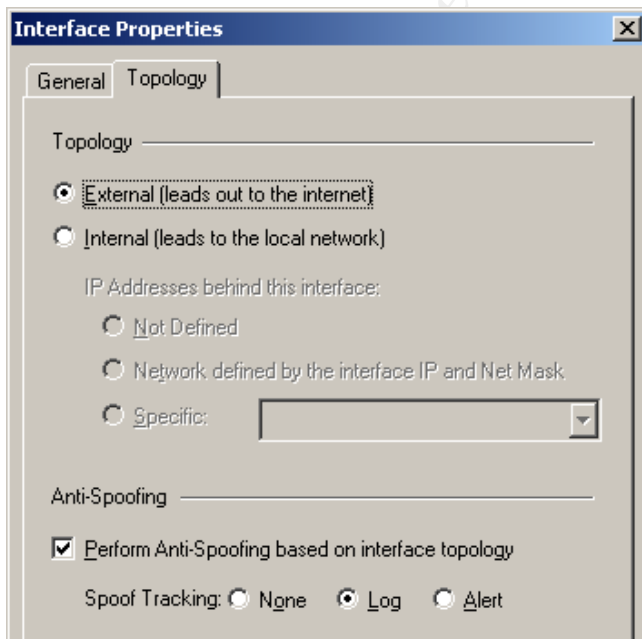 Interface Properties
General Topology
Topology
External (leads out to the internet)
Internal (leads to the local network)
IP Addresses behind this interface:
Not Defined
Network defined by the interface IP and Net Mask
Specific:
Anti-Spoofing
Perform Anti-Spoofing based on interface topology
Spoof Tracking: None Log Alert